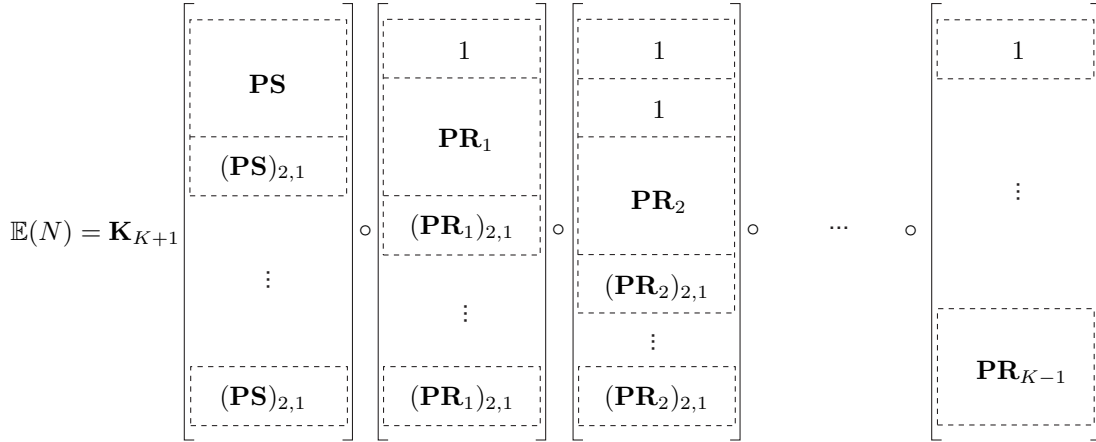 𝔼(N) = K_{K+1} [ PS (PS)_{2,1} ⋮ (PS)_{2,1} ] ∘ [ 1 PR_1 (PR_1)_{2,1} ⋮ (PR_1)_{2,1} ] ∘ [ 1 1 PR_2 (PR_2)_{2,1} ⋮ (PR_2)_{2,1} ] ∘ ⋯ ∘ [ 1 ⋮ PR_{K−1} ]